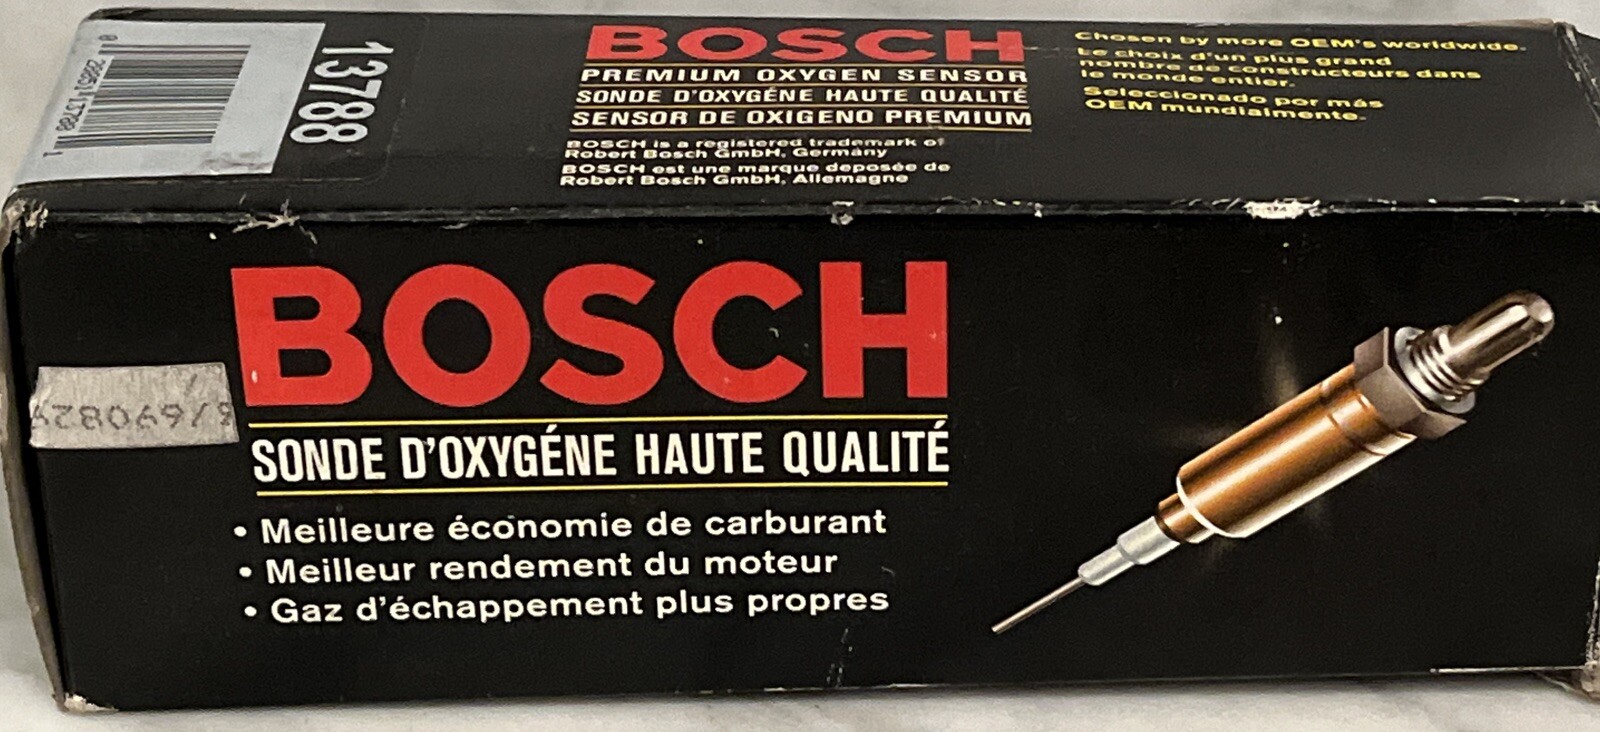 13788
BOSCH
PREMIUM OXYGEN SENSOR
SONDE D'OXYGÉNE HAUTE QUALITÉ
SENSOR DE OXIGENO PREMIUM
BOSCH is a registered trademark of
Robert Bosch GmbH, Germany
BOSCH est une marque deposée de
Robert Bosch GmbH, Allemagne
Chosen by more OEM's worldwide.
Le choix d'un plus grand
nombre de constructeurs dans
le monde entier.
Seleccionado por más
OEM mundialmente.
BOSCH
SONDE D'OXYGÉNE HAUTE QUALITÉ
• Meilleure économie de carburant
• Meilleur rendement du moteur
• Gaz d'échappement plus propres